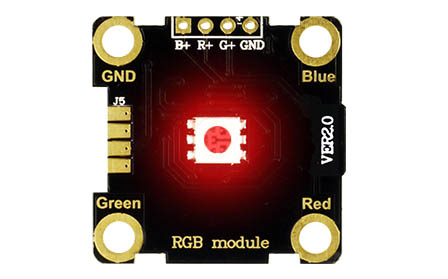 B+ R+ G+ GND
GND Blue
J5
VER2.0
Green Red
RGB module